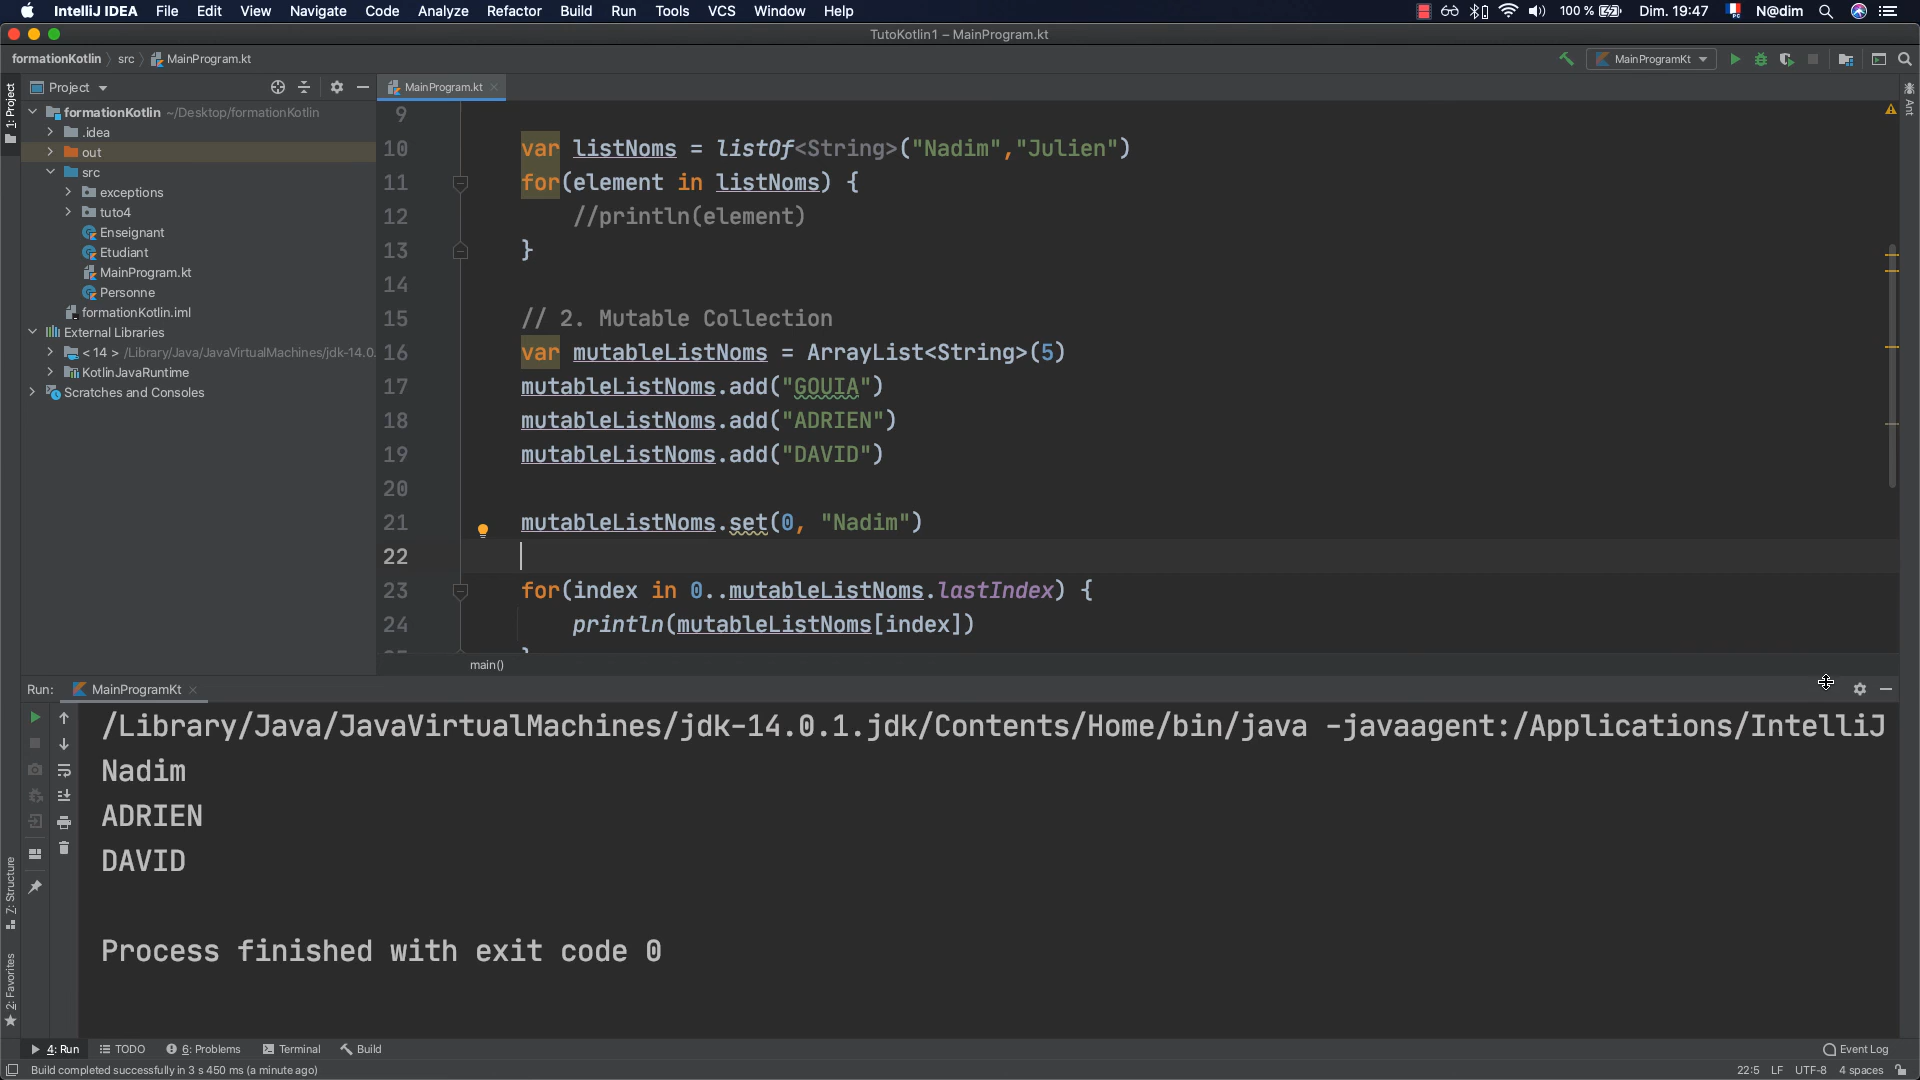 IntelliJ IDEA File Edit View Navigate Code Analyze Refactor Build Run Tools VCS Window Help 100 % Dim. 19:47 N@dim
TutoKotlin1 – MainProgram.kt
formationKotlin src MainProgram.kt MainProgramKt
1: Project
Project
MainProgram.kt
Ant
formationKotlin ~/Desktop/formationKotlin
.idea
out
src
exceptions
tuto4
Enseignant
Etudiant
MainProgram.kt
Personne
formationKotlin.iml
External Libraries
< 14 > /Library/Java/JavaVirtualMachines/jdk-14.0.
KotlinJavaRuntime
Scratches and Consoles
9
10 var listNoms = listOf<String>("Nadim","Julien")
11 for(element in listNoms) {
12 //println(element)
13 }
14
15 // 2. Mutable Collection
16 var mutableListNoms = ArrayList<String>(5)
17 mutableListNoms.add("GOUIA")
18 mutableListNoms.add("ADRIEN")
19 mutableListNoms.add("DAVID")
20
21 mutableListNoms.set(0, "Nadim")
22
23 for(index in 0..mutableListNoms.lastIndex) {
24 println(mutableListNoms[index])
main()
Run: MainProgramKt
/Library/Java/JavaVirtualMachines/jdk-14.0.1.jdk/Contents/Home/bin/java -javaagent:/Applications/IntelliJ
Nadim
ADRIEN
DAVID
Process finished with exit code 0
Z: Structure
2: Favorites
4: Run TODO 6: Problems Terminal Build Event Log
Build completed successfully in 3 s 450 ms (a minute ago) 22:5 LF UTF-8 4 spaces